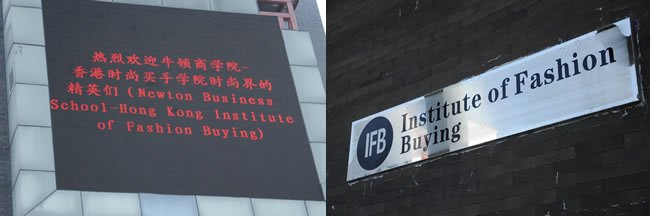 热烈欢迎牛顿商学院-
香港时尚买手学院时尚界的
精英们（Newton Business
School-Hong Kong Institute
of Fashion Buying)
IFB
Institute of Fashion
Buying